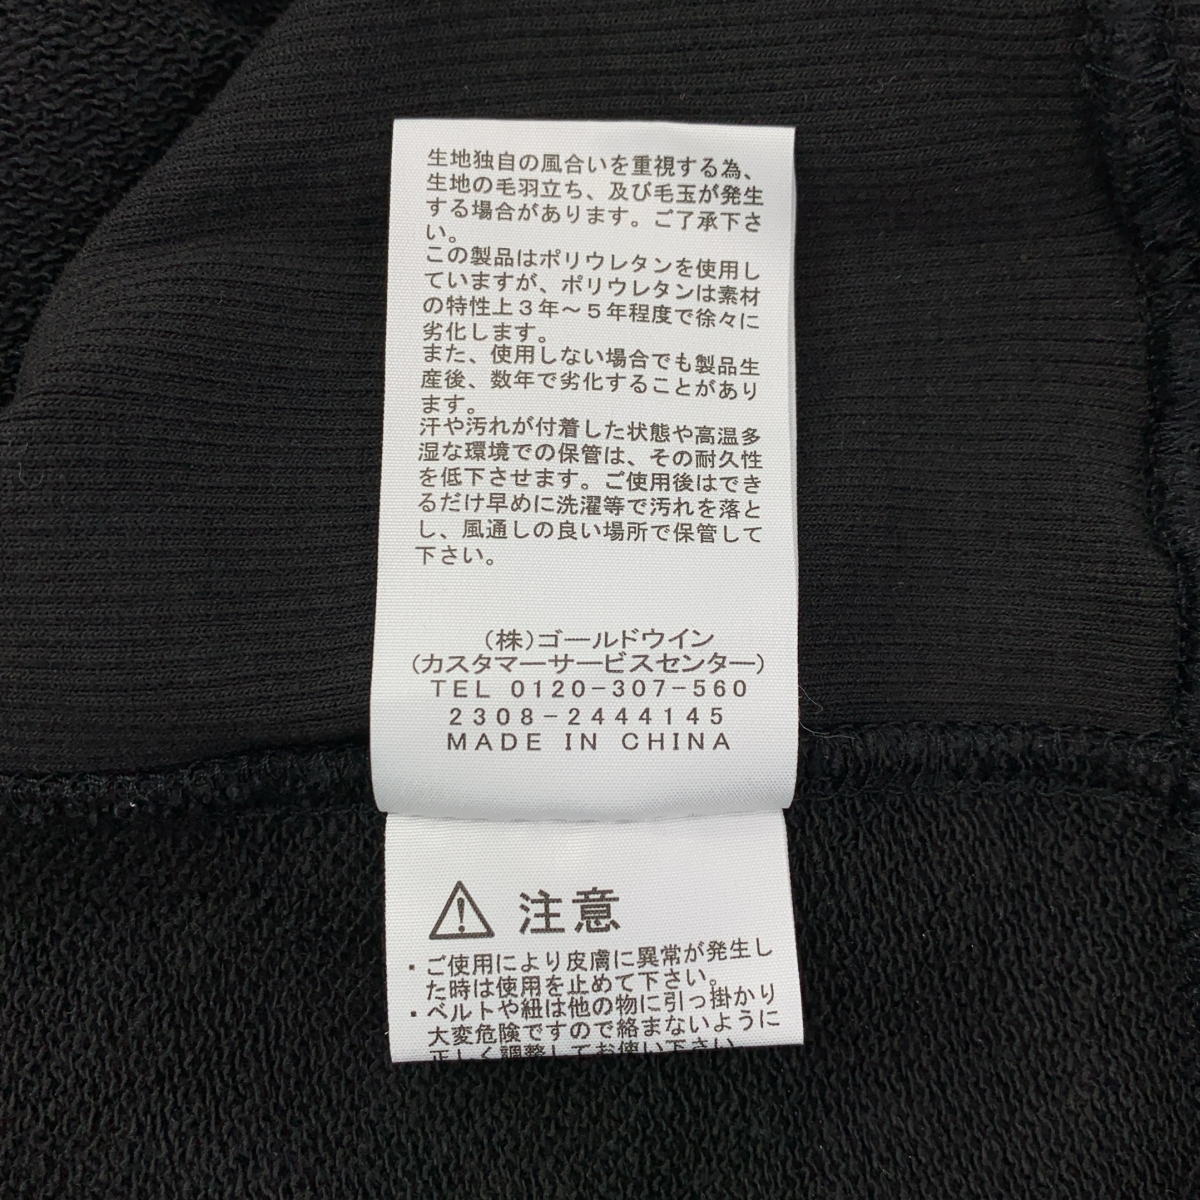 生地独自の風合いを重視する為、
生地の毛羽立ち、及び毛玉が発生
する場合があります。ご了承下さ
い。
この製品はポリウレタンを使用し
ていますが、ポリウレタンは素材
の特性上3年～5年程度で徐々に
劣化します。
また、使用しない場合でも製品生
産後、数年で劣化することがあり
ます。
汗や汚れが付着した状態や高温多
湿な環境での保管は、その耐久性
を低下させます。ご使用後はでき
るだけ早めに洗濯等で汚れを落と
し、風通しの良い場所で保管して
下さい。
(株)ゴールドウイン
(カスタマーサービスセンター)
TEL 0120-307-560
2308-2444145
MADE IN CHINA
注意
・ご使用により皮膚に異常が発生し
た時は使用を止めて下さい。
・ベルトや紐は他の物に引っ掛かり
大変危険ですので絡まないように
正しく調整してお使い下さい。